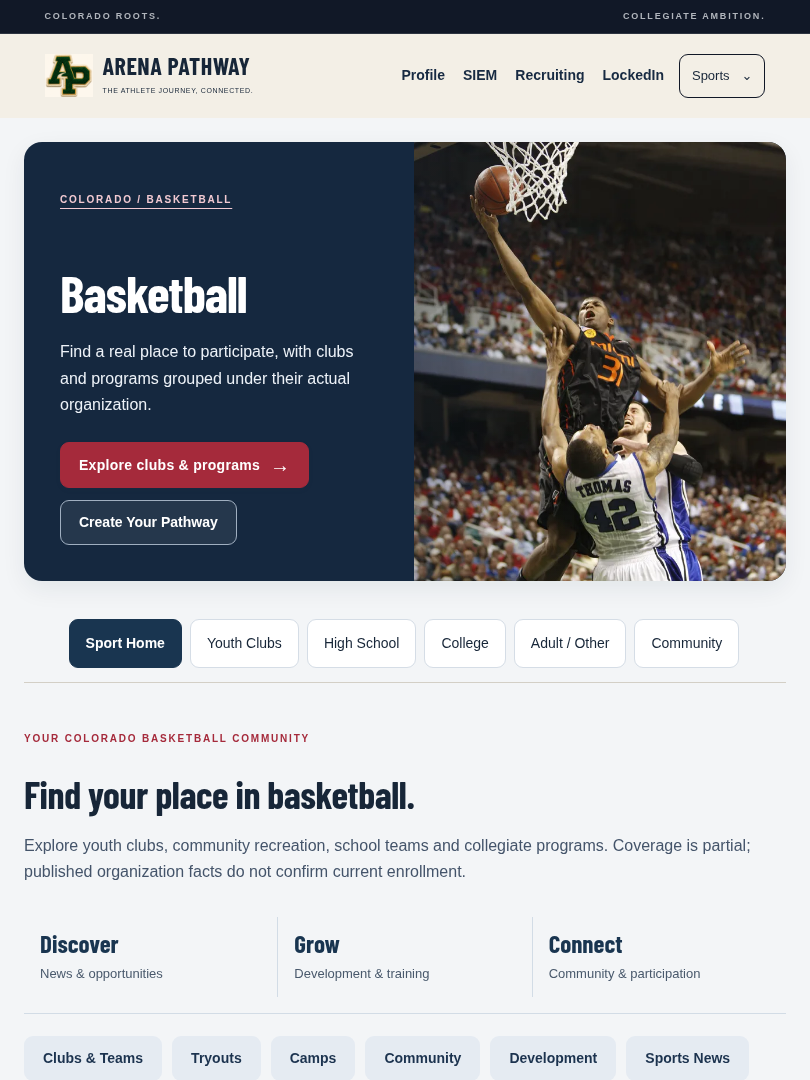 COLORADO ROOTS.
COLLEGIATE AMBITION.
AP
ARENA PATHWAY
THE ATHLETE JOURNEY, CONNECTED.
Profile
SIEM
Recruiting
LockedIn
Sports
COLORADO / BASKETBALL
Basketball
Find a real place to participate, with clubs
and programs grouped under their actual
organization.
Explore clubs & programs →
Create Your Pathway
MIAMI
31
THOMAS
42
Sport Home
Youth Clubs
High School
College
Adult / Other
Community
YOUR COLORADO BASKETBALL COMMUNITY
Find your place in basketball.
Explore youth clubs, community recreation, school teams and collegiate programs. Coverage is partial;
published organization facts do not confirm current enrollment.
Discover
News & opportunities
Grow
Development & training
Connect
Community & participation
Clubs & Teams
Tryouts
Camps
Community
Development
Sports News